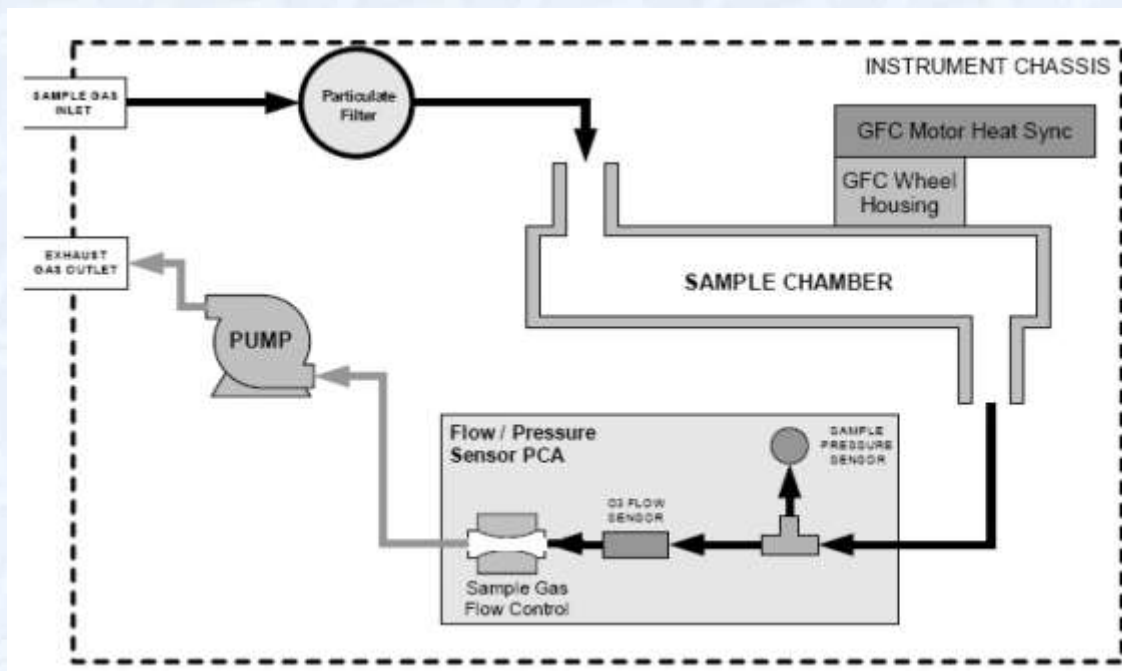 INSTRUMENT CHASSIS
SAMPLE GAS
INLET
Particulate
Filter
GFC Motor Heat Sync
GFC Wheel
Housing
EXHAUST
GAS OUTLET
SAMPLE CHAMBER
PUMP
Flow / Pressure
Sensor PCA
SAMPLE
PRESSURE
SENSOR
O3 FLOW
SENSOR
Sample Gas
Flow Control